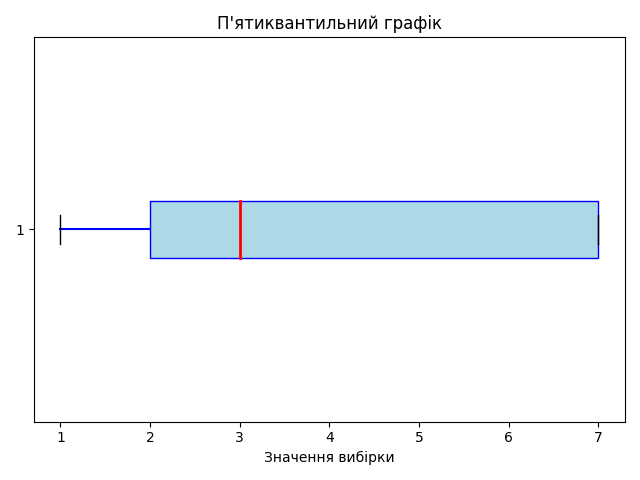 П'ятиквантильний графік
1
1 2 3 4 5 6 7
Значення вибірки